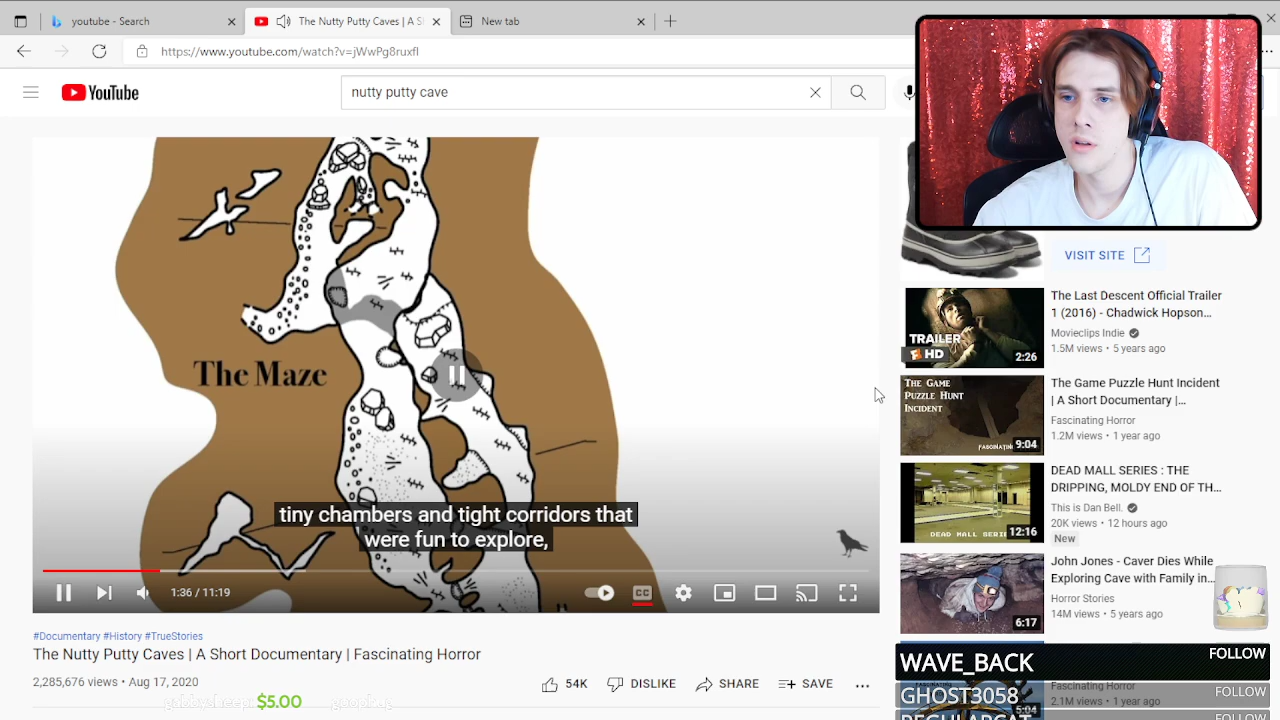 youtube - Search
The Nutty Putty Caves | A S
New tab
https://www.youtube.com/watch?v=jWwPg8ruxfI
YouTube
nutty putty cave
The Maze
tiny chambers and tight corridors that
were fun to explore,
1:36 / 11:19
CC
#Documentary #History #TrueStories
The Nutty Putty Caves | A Short Documentary | Fascinating Horror
2,285,676 views • Aug 17, 2020
54K
DISLIKE
SHARE
SAVE
$5.00
VISIT SITE
TRAILER
HD
2:26
The Last Descent Official Trailer
1 (2016) - Chadwick Hopson...
Movieclips Indie
1.5M views • 5 years ago
THE GAME
PUZZLE HUNT
INCIDENT
9:04
The Game Puzzle Hunt Incident
| A Short Documentary |...
Fascinating Horror
1.2M views • 1 year ago
12:16
DEAD MALL SERIES : THE
DRIPPING, MOLDY END OF TH...
This is Dan Bell.
20K views • 12 hours ago
New
6:17
John Jones - Caver Dies While
Exploring Cave with Family in...
Horror Stories
14M views • 5 years ago
WAVE_BACK
FOLLOW
GHOST3058
FOLLOW
Fascinating Horror
5:04
2.1M views • 1 year ago